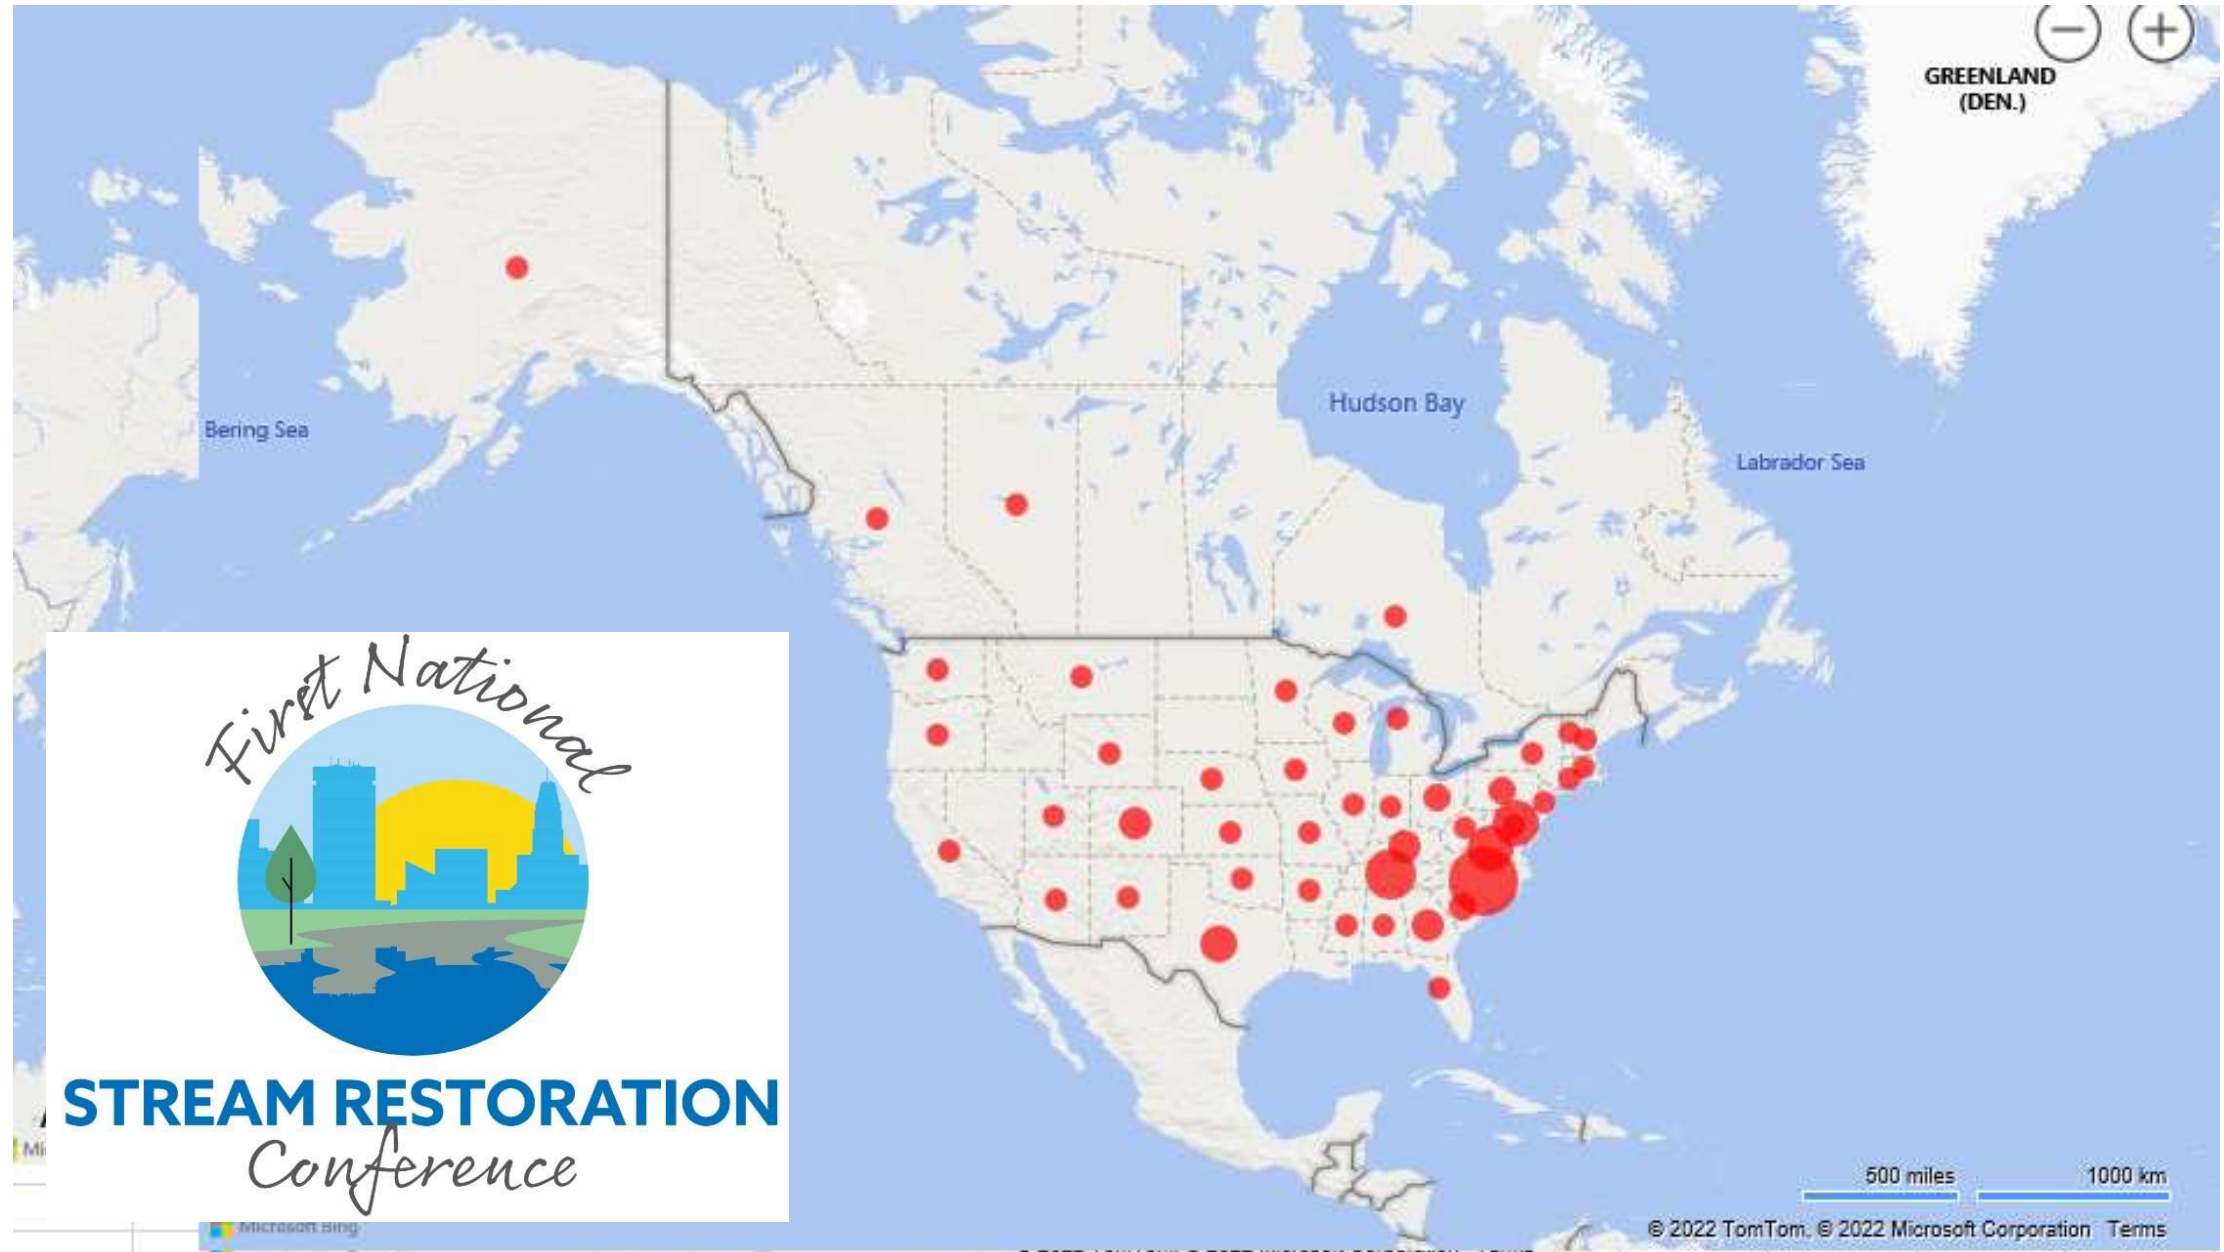 GREENLAND
(DEN.)
Hudson Bay
Bering Sea
Labrador Sea
First National
STREAM RESTORATION
Conference
500 miles 1000 km
Microsoft Bing
© 2022 TomTom, © 2022 Microsoft Corporation Terms